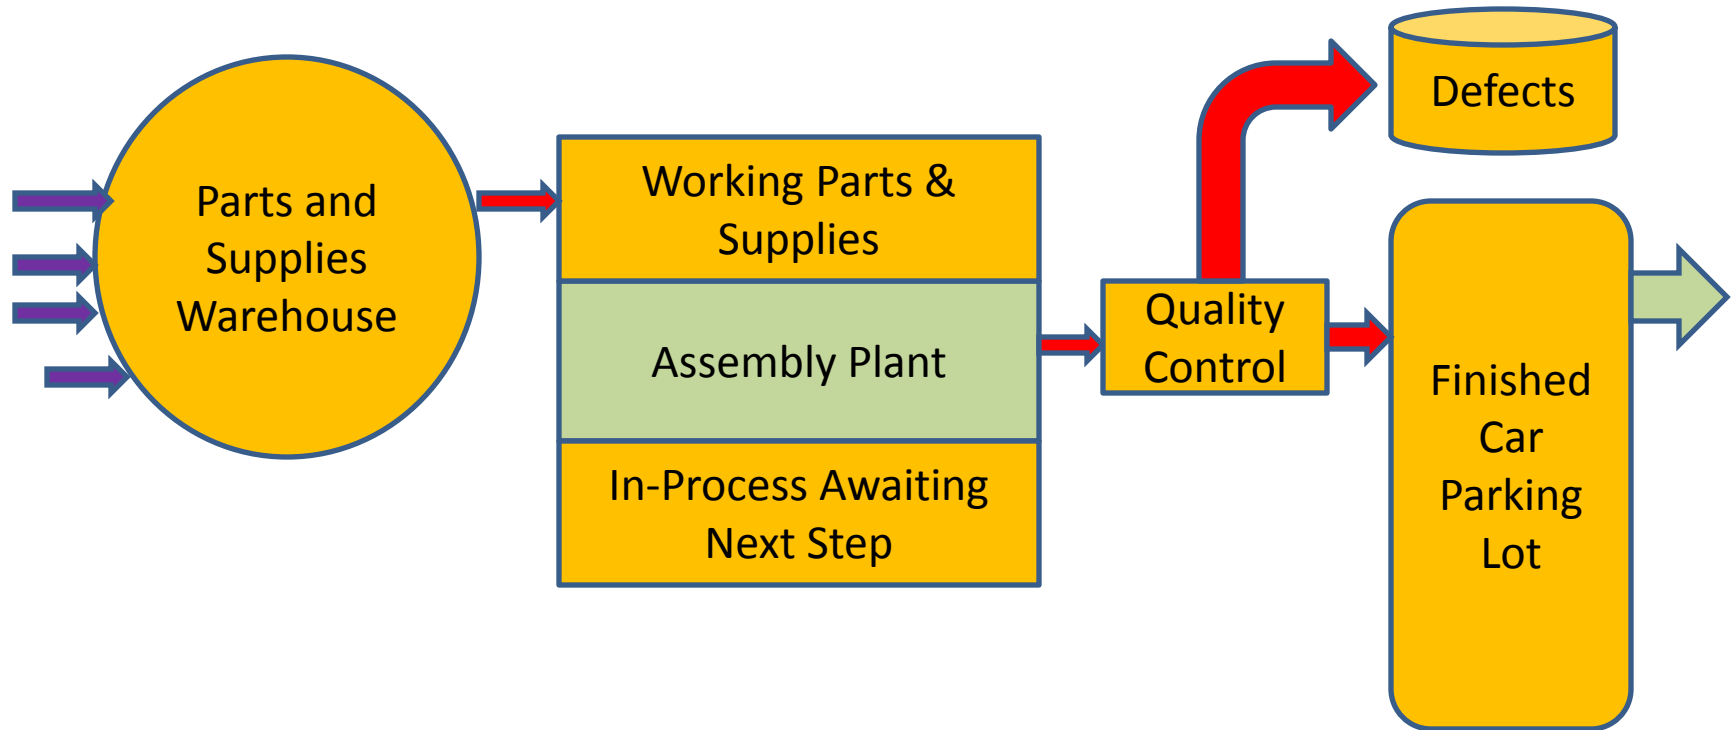 Parts and
Supplies
Warehouse
Working Parts &
Supplies
Assembly Plant
In-Process Awaiting
Next Step
Quality
Control
Defects
Finished
Car
Parking
Lot